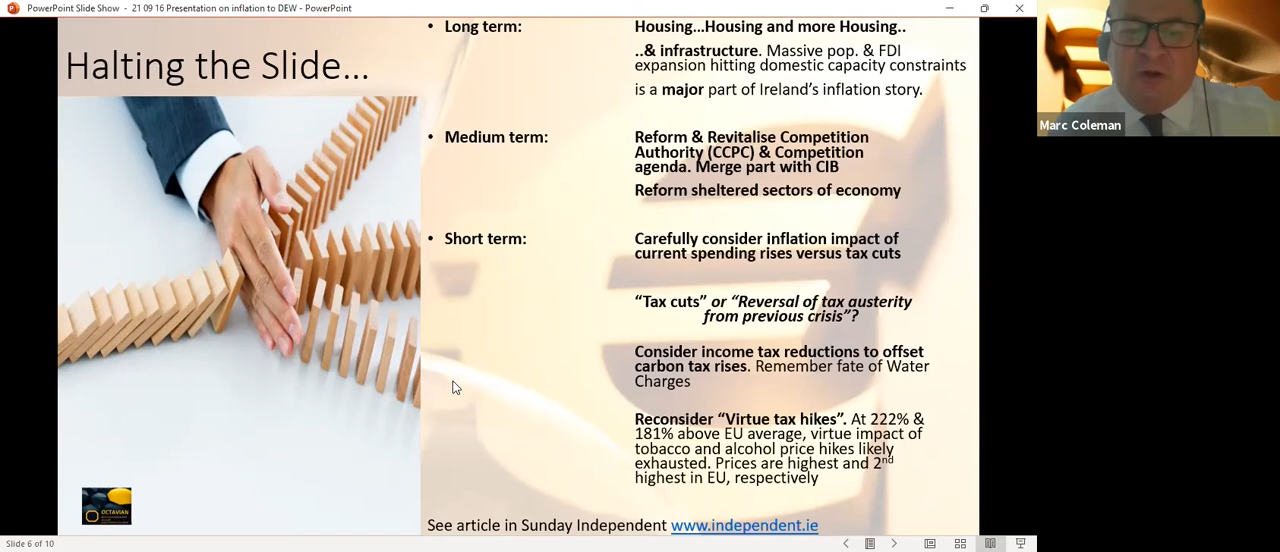 PowerPoint Slide Show - 21 09 16 Presentation on inflation to DEW - PowerPoint
Halting the Slide...
• Long term:
Housing...Housing and more Housing..
..& infrastructure. Massive pop. & FDI
expansion hitting domestic capacity constraints
is a major part of Ireland's inflation story.
• Medium term:
Reform & Revitalise Competition
Authority (CCPC) & Competition
agenda. Merge part with CIB
Reform sheltered sectors of economy
• Short term:
Carefully consider inflation impact of
current spending rises versus tax cuts
“Tax cuts” or “Reversal of tax austerity
from previous crisis”?
Consider income tax reductions to offset
carbon tax rises. Remember fate of Water
Charges
Reconsider “Virtue tax hikes”. At 222% &
181% above EU average, virtue impact of
tobacco and alcohol price hikes likely
exhausted. Prices are highest and 2nd
highest in EU, respectively
See article in Sunday Independent www.independent.ie
OCTAVIAN
Slide 6 of 10
Marc Coleman